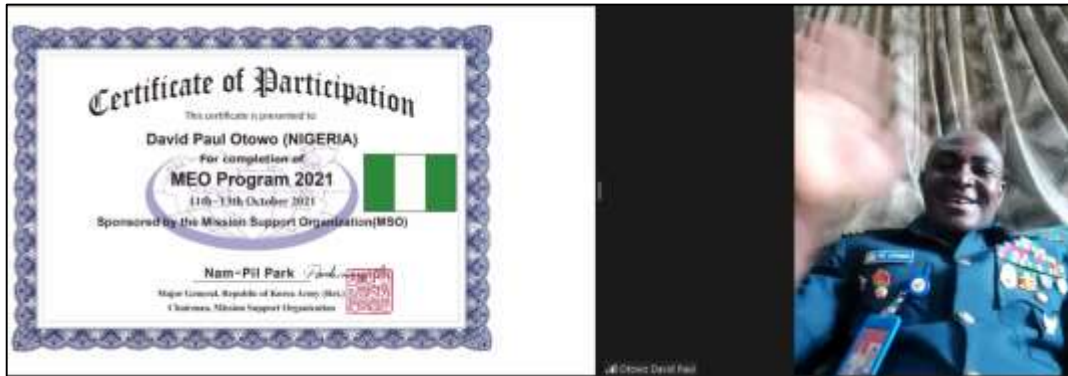 Certificate of Participation
This certificate is presented to
David Paul Otowo (NIGERIA)
For completion of
MEO Program 2021
11th-13th October 2021
Sponsored by the Mission Support Organization(MSO)
Nam-Pil Park
Major General, Republic of Korea Army (Ret.)
Chairman, Mission Support Organization
Otowo David Paul